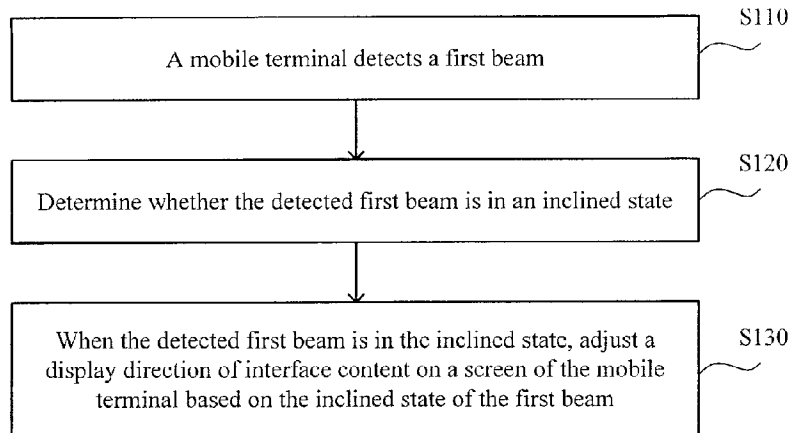 S110
A mobile terminal detects a first beam
S120
Determine whether the detected first beam is in an inclined state
S130
When the detected first beam is in the inclined state, adjust a
display direction of interface content on a screen of the mobile
terminal based on the inclined state of the first beam